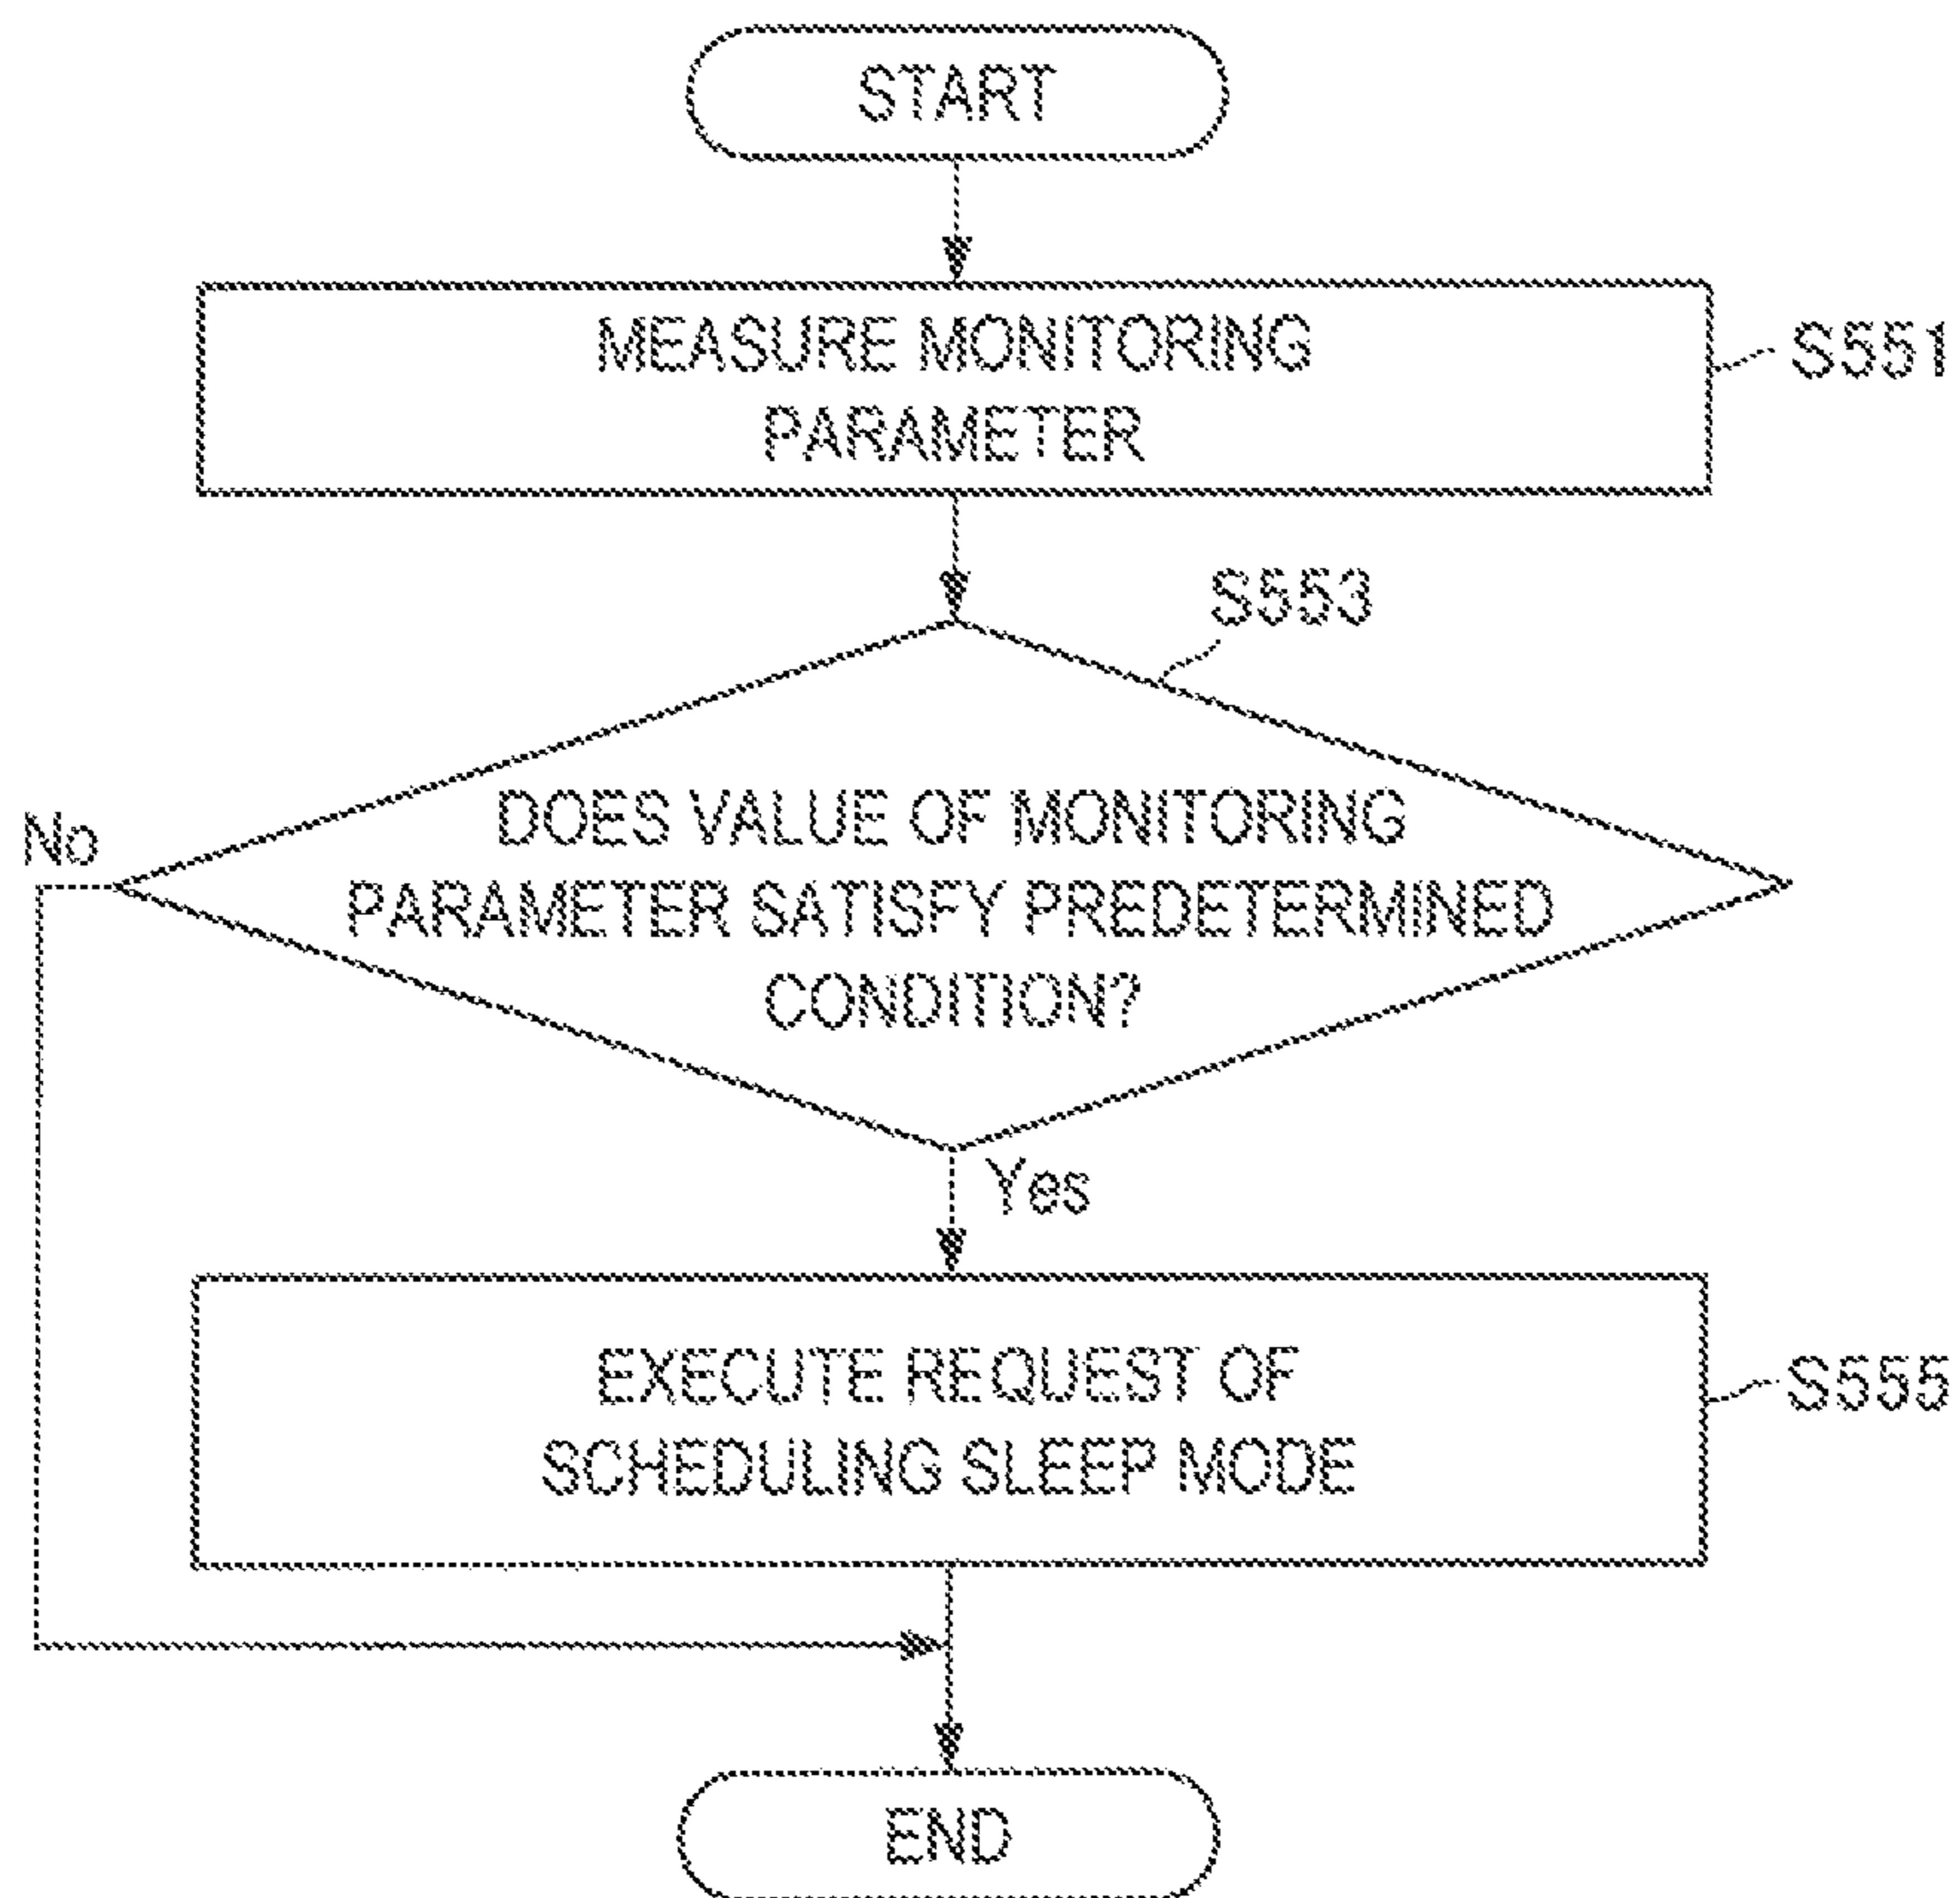 START
MEASURE MONITORING
PARAMETER
S551
S553
DOES VALUE OF MONITORING
PARAMETER SATISFY PREDETERMINED
CONDITION?
No
Yes
EXECUTE REQUEST OF
SCHEDULING SLEEP MODE
S555
END